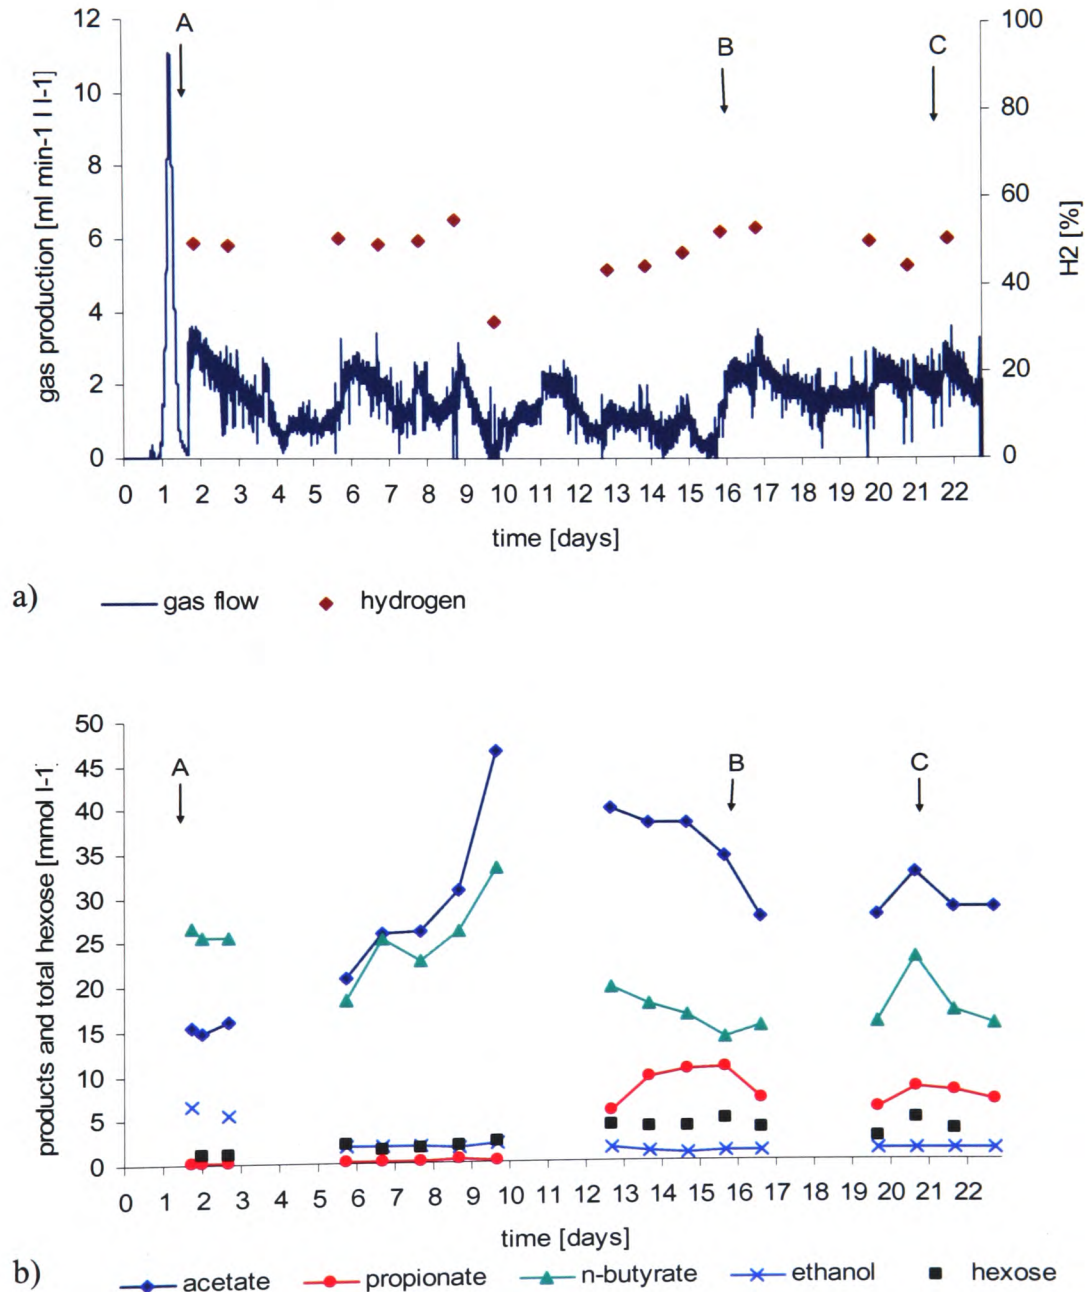 12
10
8
6
4
2
0
gas production [ml min-1 l l-1]
A
B
C
100
80
60
40
20
0
H2 [%]
0 1 2 3 4 5 6 7 8 9 10 11 12 13 14 15 16 17 18 19 20 21 22
time [days]
a)
gas flow hydrogen
50
45
40
35
30
25
20
15
10
5
0
products and total hexose [mmol l-1]
A
B
C
0 1 2 3 4 5 6 7 8 9 10 11 12 13 14 15 16 17 18 19 20 21 22
time [days]
b)
acetate propionate n-butyrate ethanol hexose